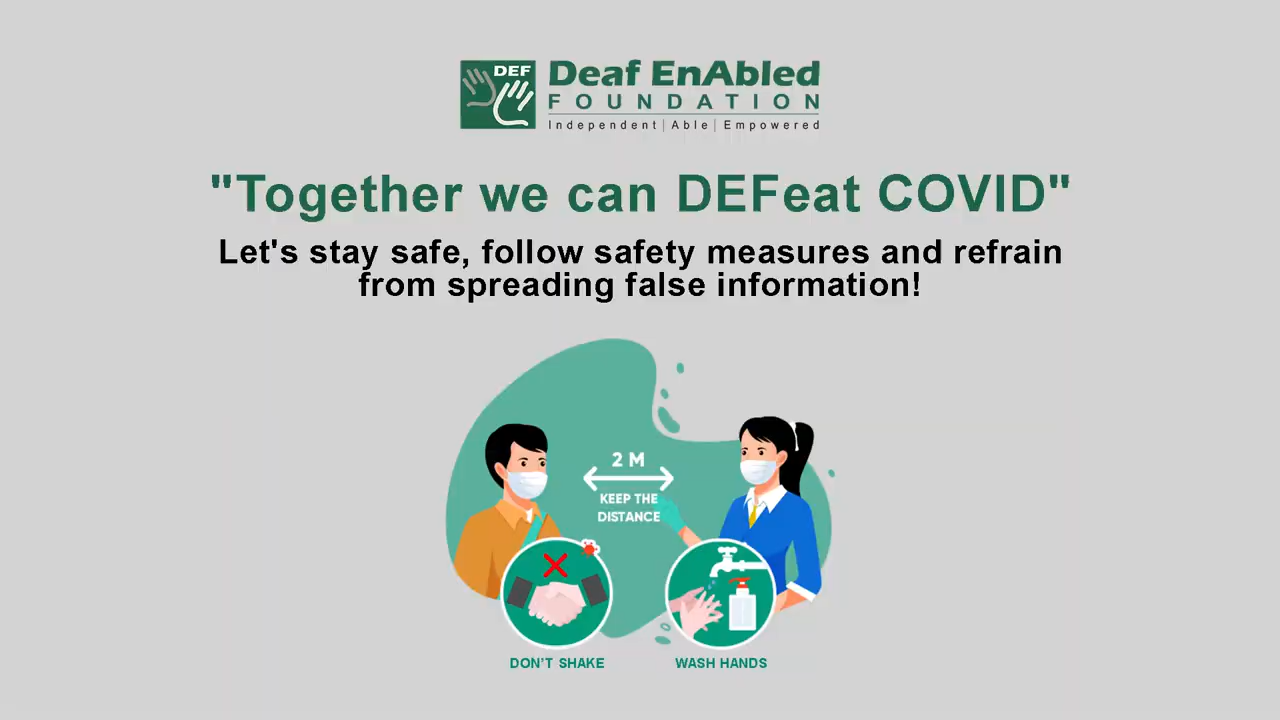 DEF
Deaf EnAbled
FOUNDATION
Independent | Able | Empowered
"Together we can DEFeat COVID"
Let's stay safe, follow safety measures and refrain
from spreading false information!
2 M
KEEP THE
DISTANCE
DON'T SHAKE
WASH HANDS